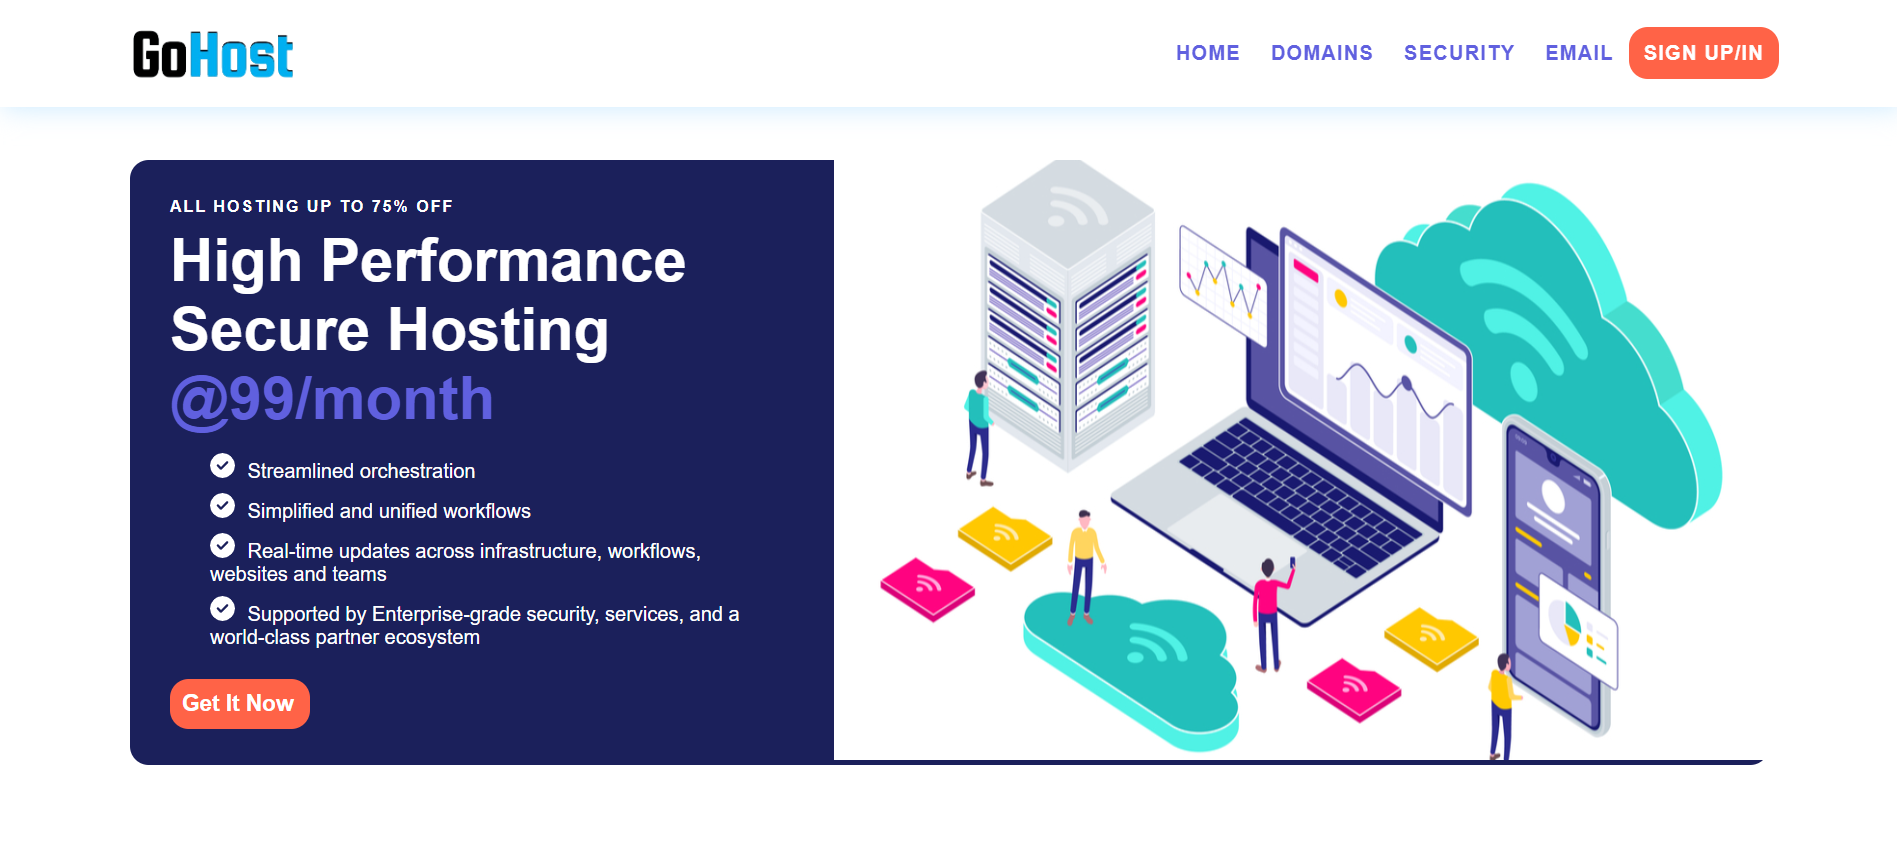 GoHost
HOME DOMAINS SECURITY EMAIL SIGN UP/IN
ALL HOSTING UP TO 75% OFF
High Performance
Secure Hosting
@99/month
Streamlined orchestration
Simplified and unified workflows
Real-time updates across infrastructure, workflows,
websites and teams
Supported by Enterprise-grade security, services, and a
world-class partner ecosystem
Get It Now